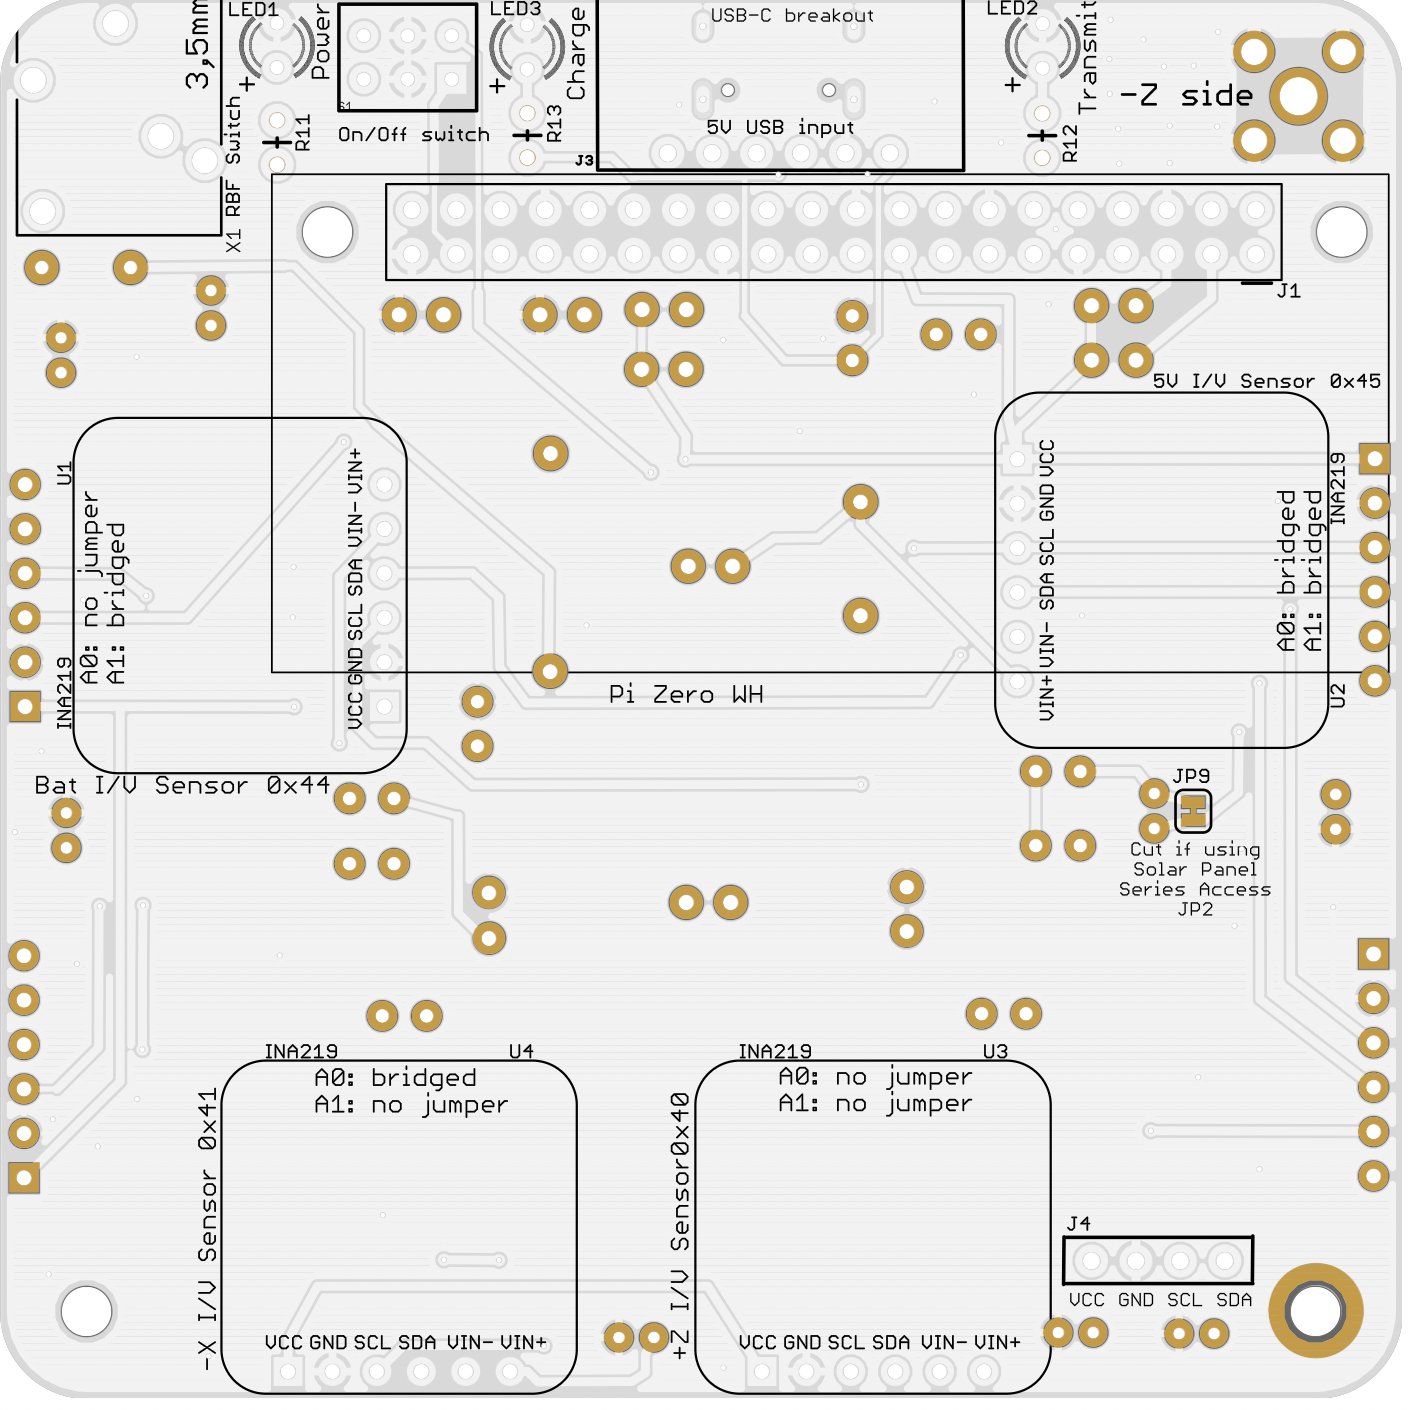 LED1
LED3
USB-C breakout
LED2
3,5mm
Power
Charge
Transmit
+
+
+
-Z side
S1
On/Off switch
5V USB input
R11
R13
R12
J3
X1 RBF Switch
J1
5V I/V Sensor 0x45
U1
A0: no jumper
A1: bridged
INA219
VCC GND SCL SDA VIN- VIN+
VIN+ VIN- SDA SCL GND VCC
A0: bridged
A1: bridged
INA219
U2
Pi Zero WH
Bat I/V Sensor 0x44
JP9
Cut if using
Solar Panel
Series Access
JP2
INA219
U4
A0: bridged
A1: no jumper
-X I/V Sensor 0x41
VCC GND SCL SDA VIN- VIN+
INA219
U3
A0: no jumper
A1: no jumper
+Z I/V Sensor0x40
VCC GND SCL SDA VIN- VIN+
J4
VCC GND SCL SDA